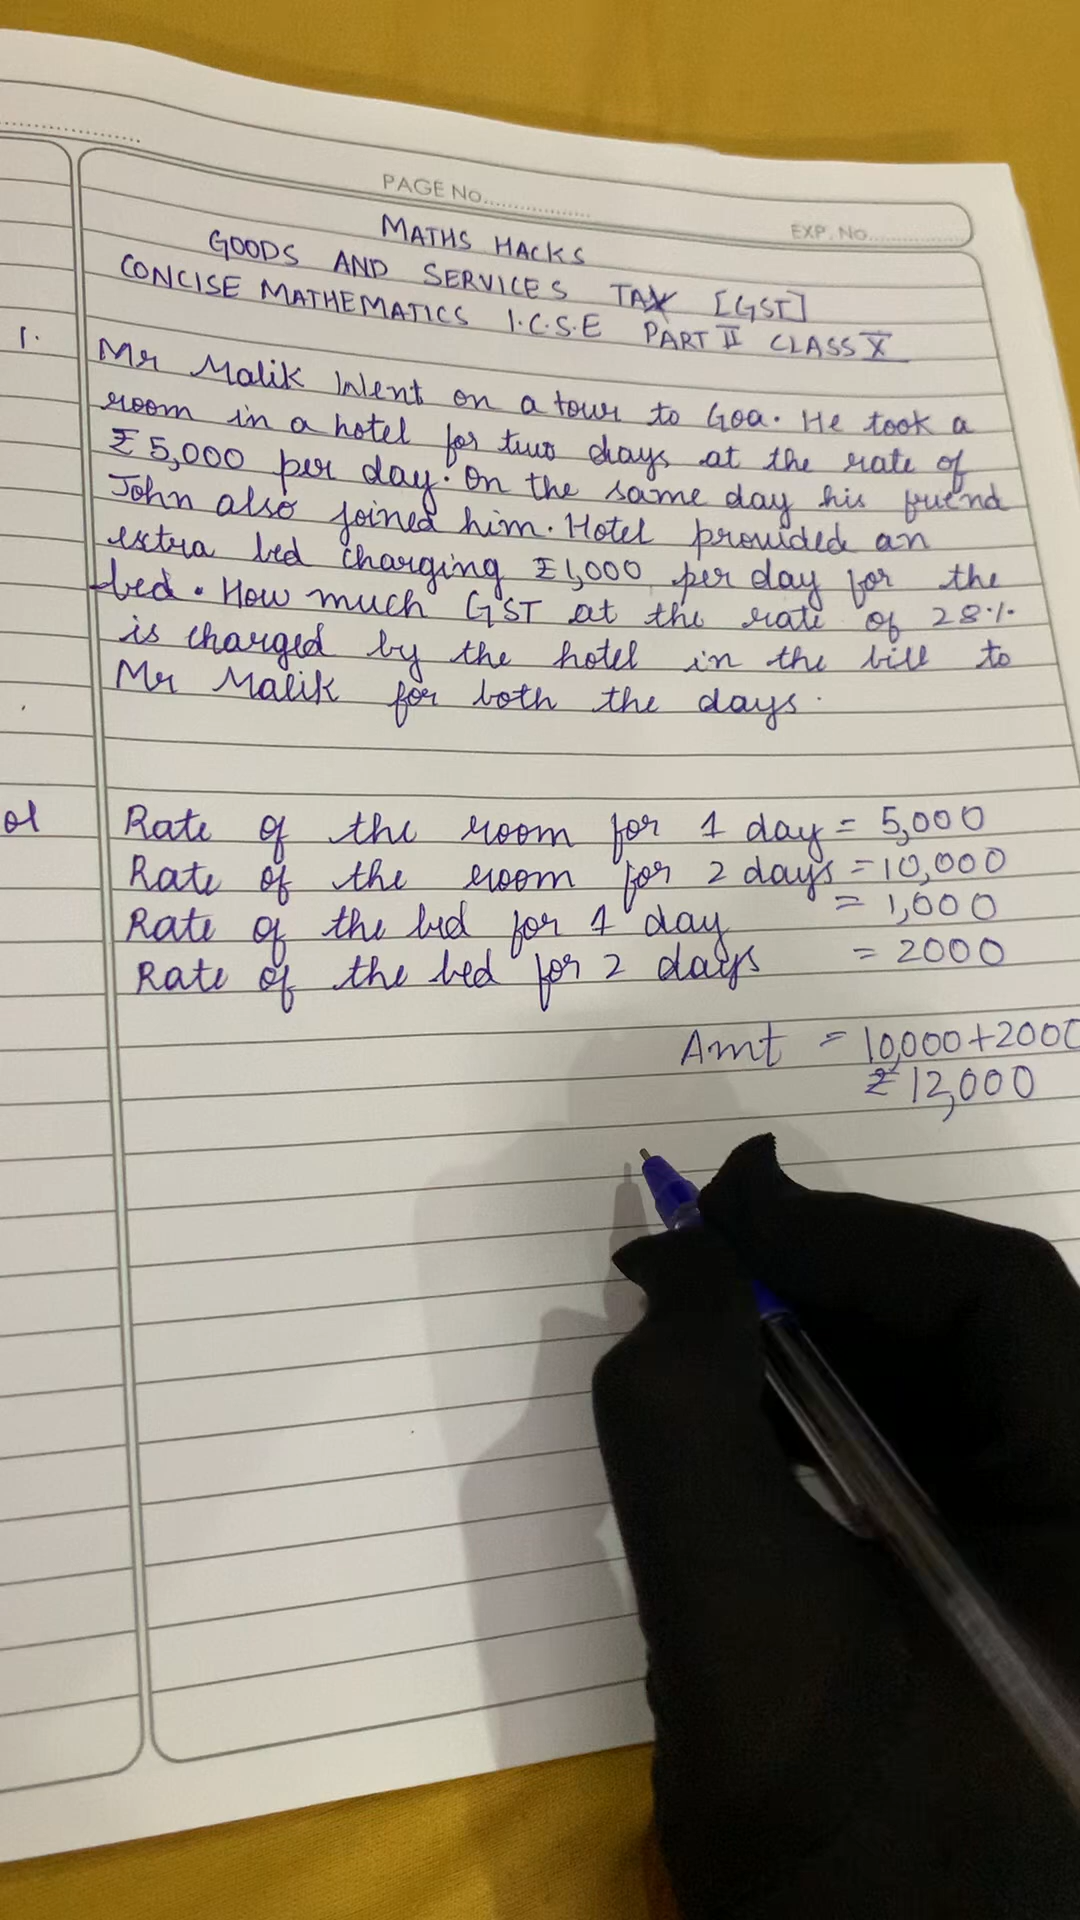 PAGE No..................
EXP. No...............
MATHS HACKS
GOODS AND SERVICES TAX [GST]
CONCISE MATHEMATICS I.C.S.E PART II CLASS X
1. Mr Malik Went on a tour to Goa. He took a
room in a hotel for two days at the rate of
₹5,000 per day. On the same day his friend
John also joined him. Hotel provided an
extra bed charging ₹1,000 per day for the
bed. How much GST at the rate of 28%
is charged by the hotel in the bill to
Mr Malik for both the days.
ol Rate of the room for 1 day = 5,000
Rate of the room for 2 days = 10,000
Rate of the bed for 1 day = 1,000
Rate of the bed for 2 days = 2000
Amt = 10,000+2000
₹ 12,000